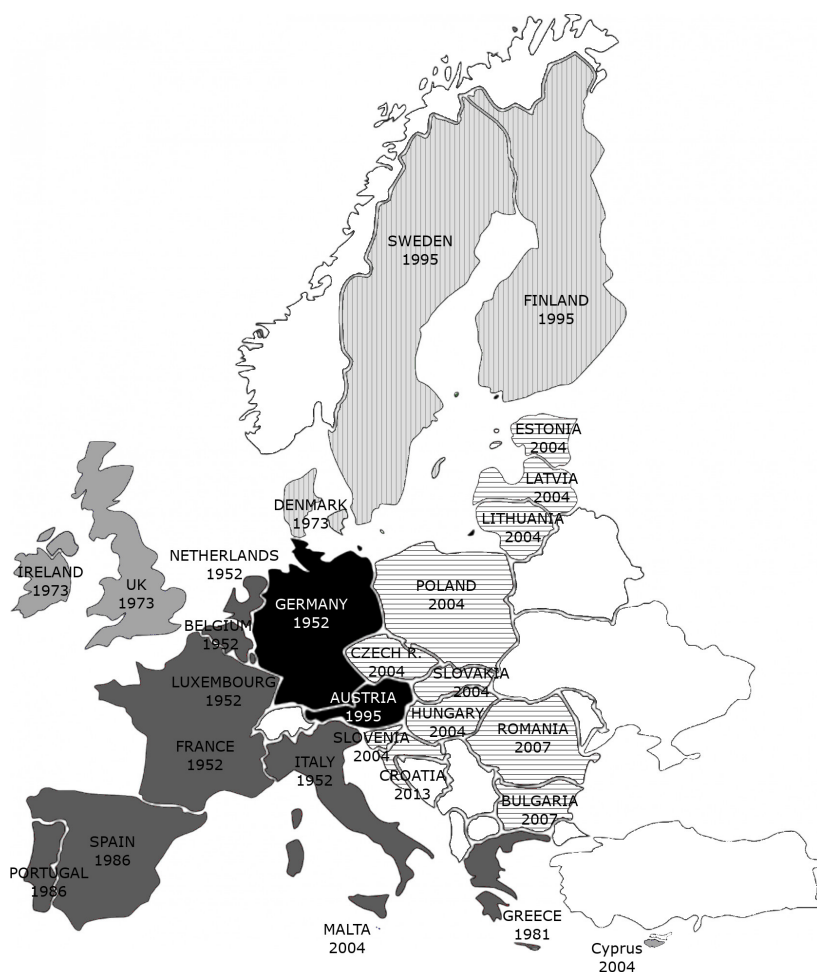 SWEDEN
1995
FINLAND
1995
ESTONIA
2004
LATVIA
2004
LITHUANIA
2004
DENMARK
1973
NETHERLANDS
1952
IRELAND
1973
UK
1973
GERMANY
1952
POLAND
2004
BELGIUM
1952
CZECH R.
2004
SLOVAKIA
2004
LUXEMBOURG
1952
AUSTRIA
1995
HUNGARY
2004
ROMANIA
2007
FRANCE
1952
SLOVENIA
2004
ITALY
1952
CROATIA
2013
BULGARIA
2007
SPAIN
1986
PORTUGAL
1986
GREECE
1981
MALTA
2004
Cyprus
2004